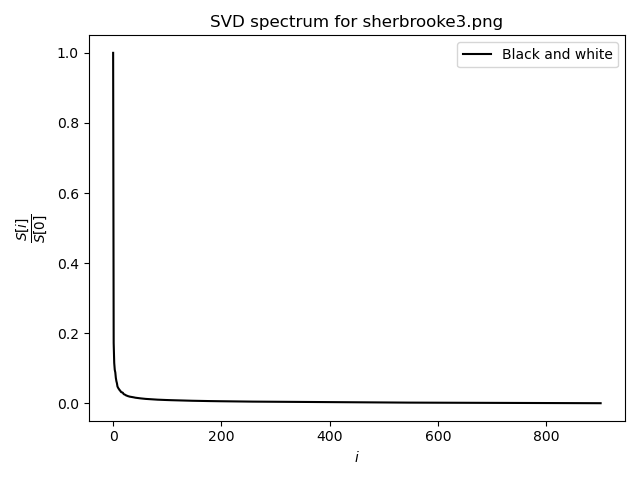 SVD spectrum for sherbrooke3.png
Black and white
1.0
0.8
0.6
0.4
0.2
0.0
S[i]
S[0]
0 200 400 600 800
i